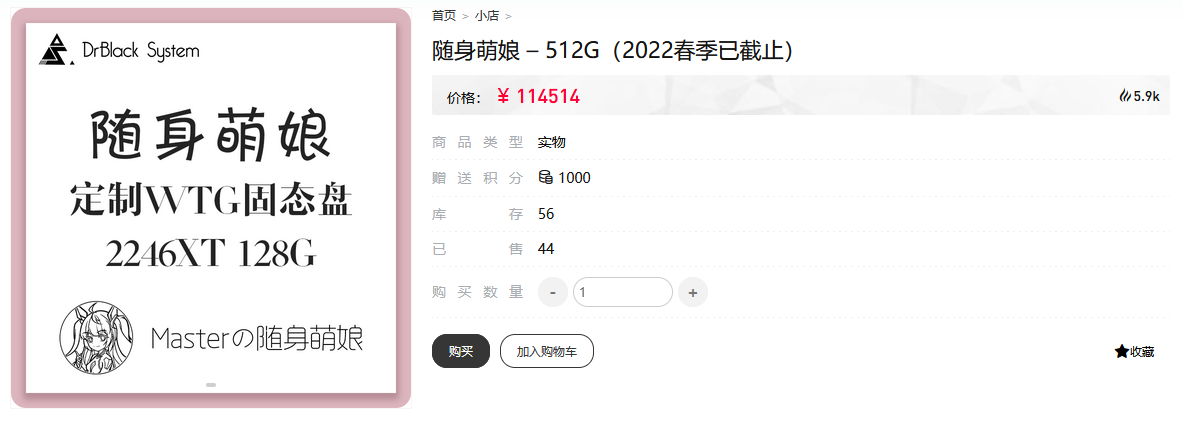 DrBlack System
随身萌娘
定制WTG固态盘
2246XT 128G
Masterの随身萌娘
首页 > 小店 >
随身萌娘 – 512G（2022春季已截止）
价格： ¥ 114514 5.9k
商品类型 实物
赠送积分 1000
库存 56
已售 44
购买数量 - 1 +
购买 加入购物车 收藏